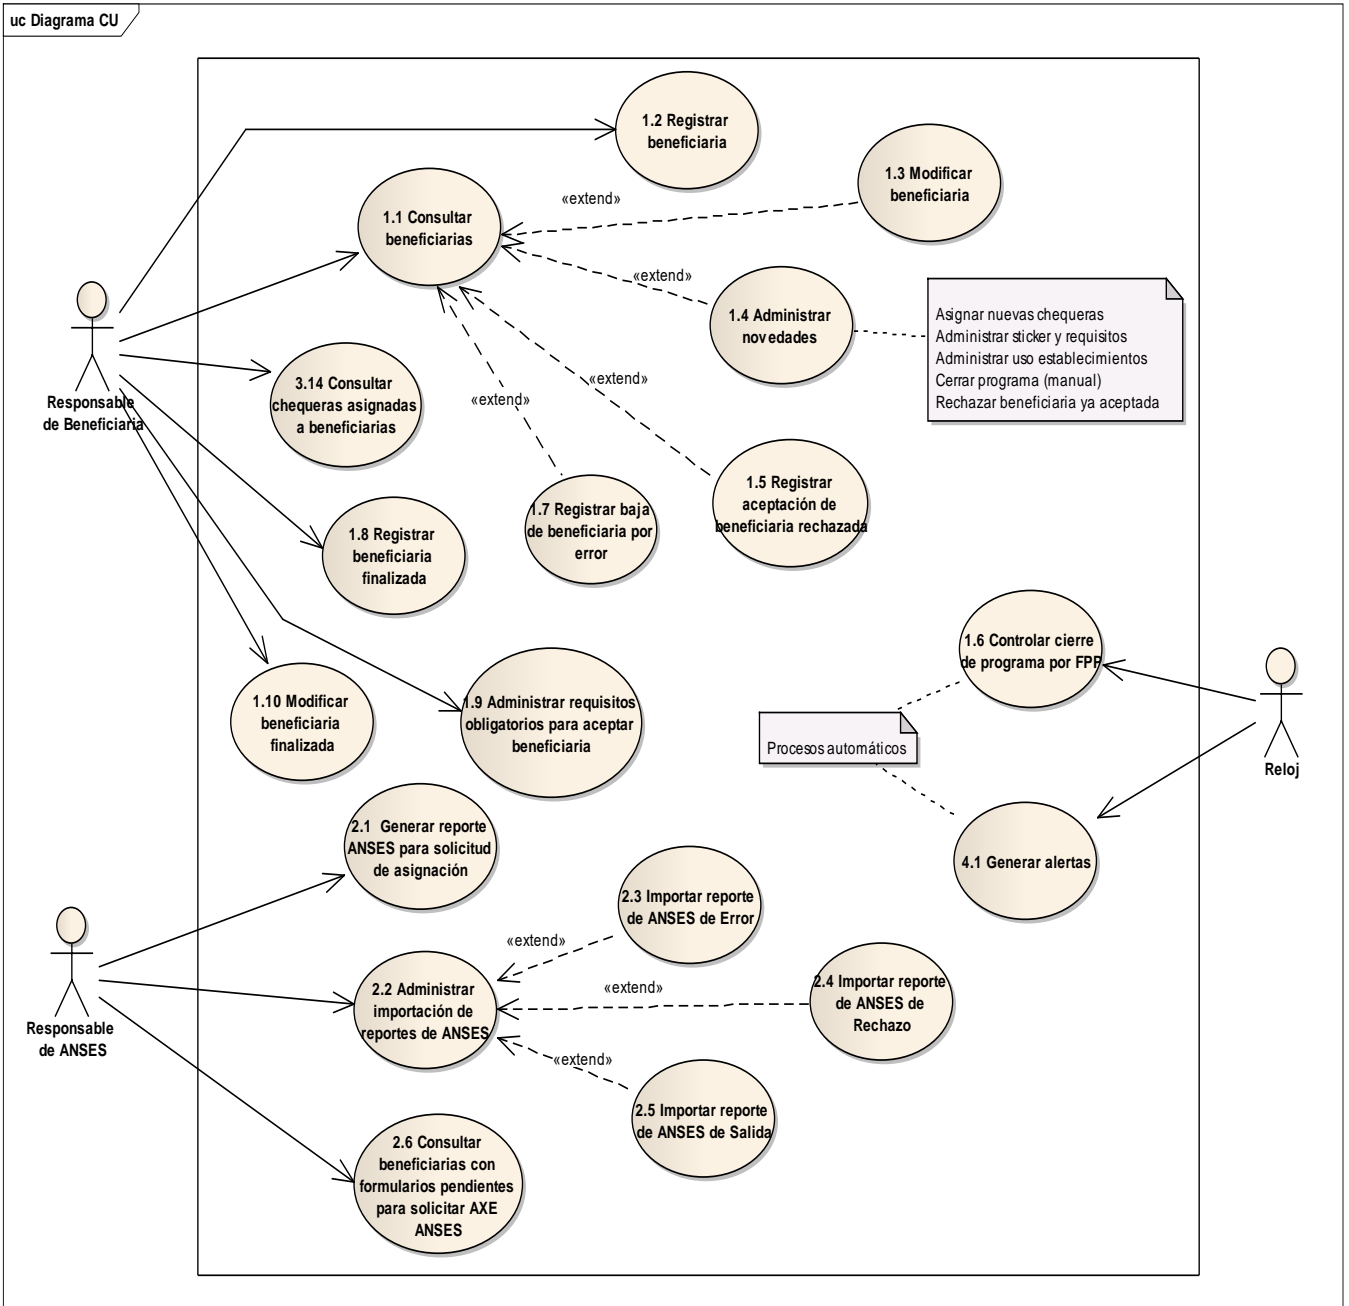 uc Diagrama CU
1.2 Registrar
beneficiaria
1.3 Modificar
beneficiaria
«extend»
1.1 Consultar
beneficiarias
«extend»
1.4 Administrar
novedades
Asignar nuevas chequeras
Administrar sticker y requisitos
Administrar uso establecimientos
Cerrar programa (manual)
Rechazar beneficiaria ya aceptada
Responsable
de Beneficiaria
3.14 Consultar
chequeras asignadas
a beneficiarias
«extend»
«extend»
1.5 Registrar
aceptación de
beneficiaria rechazada
1.7 Registrar baja
de beneficiaria por
error
1.8 Registrar
beneficiaria
finalizada
1.6 Controlar cierre
de programa por FPP
1.10 Modificar
beneficiaria
finalizada
1.9 Administrar requisitos
obligatorios para aceptar
beneficiaria
Procesos automáticos
Reloj
2.1 Generar reporte
ANSES para solicitud
de asignación
4.1 Generar alertas
2.3 Importar reporte
de ANSES de Error
«extend»
2.2 Administrar
importación de
reportes de ANSES
«extend»
2.4 Importar reporte
de ANSES de
Rechazo
Responsable
de ANSES
«extend»
2.5 Importar reporte
de ANSES de Salida
2.6 Consultar
beneficiarias con
formularios pendientes
para solicitar AXE
ANSES